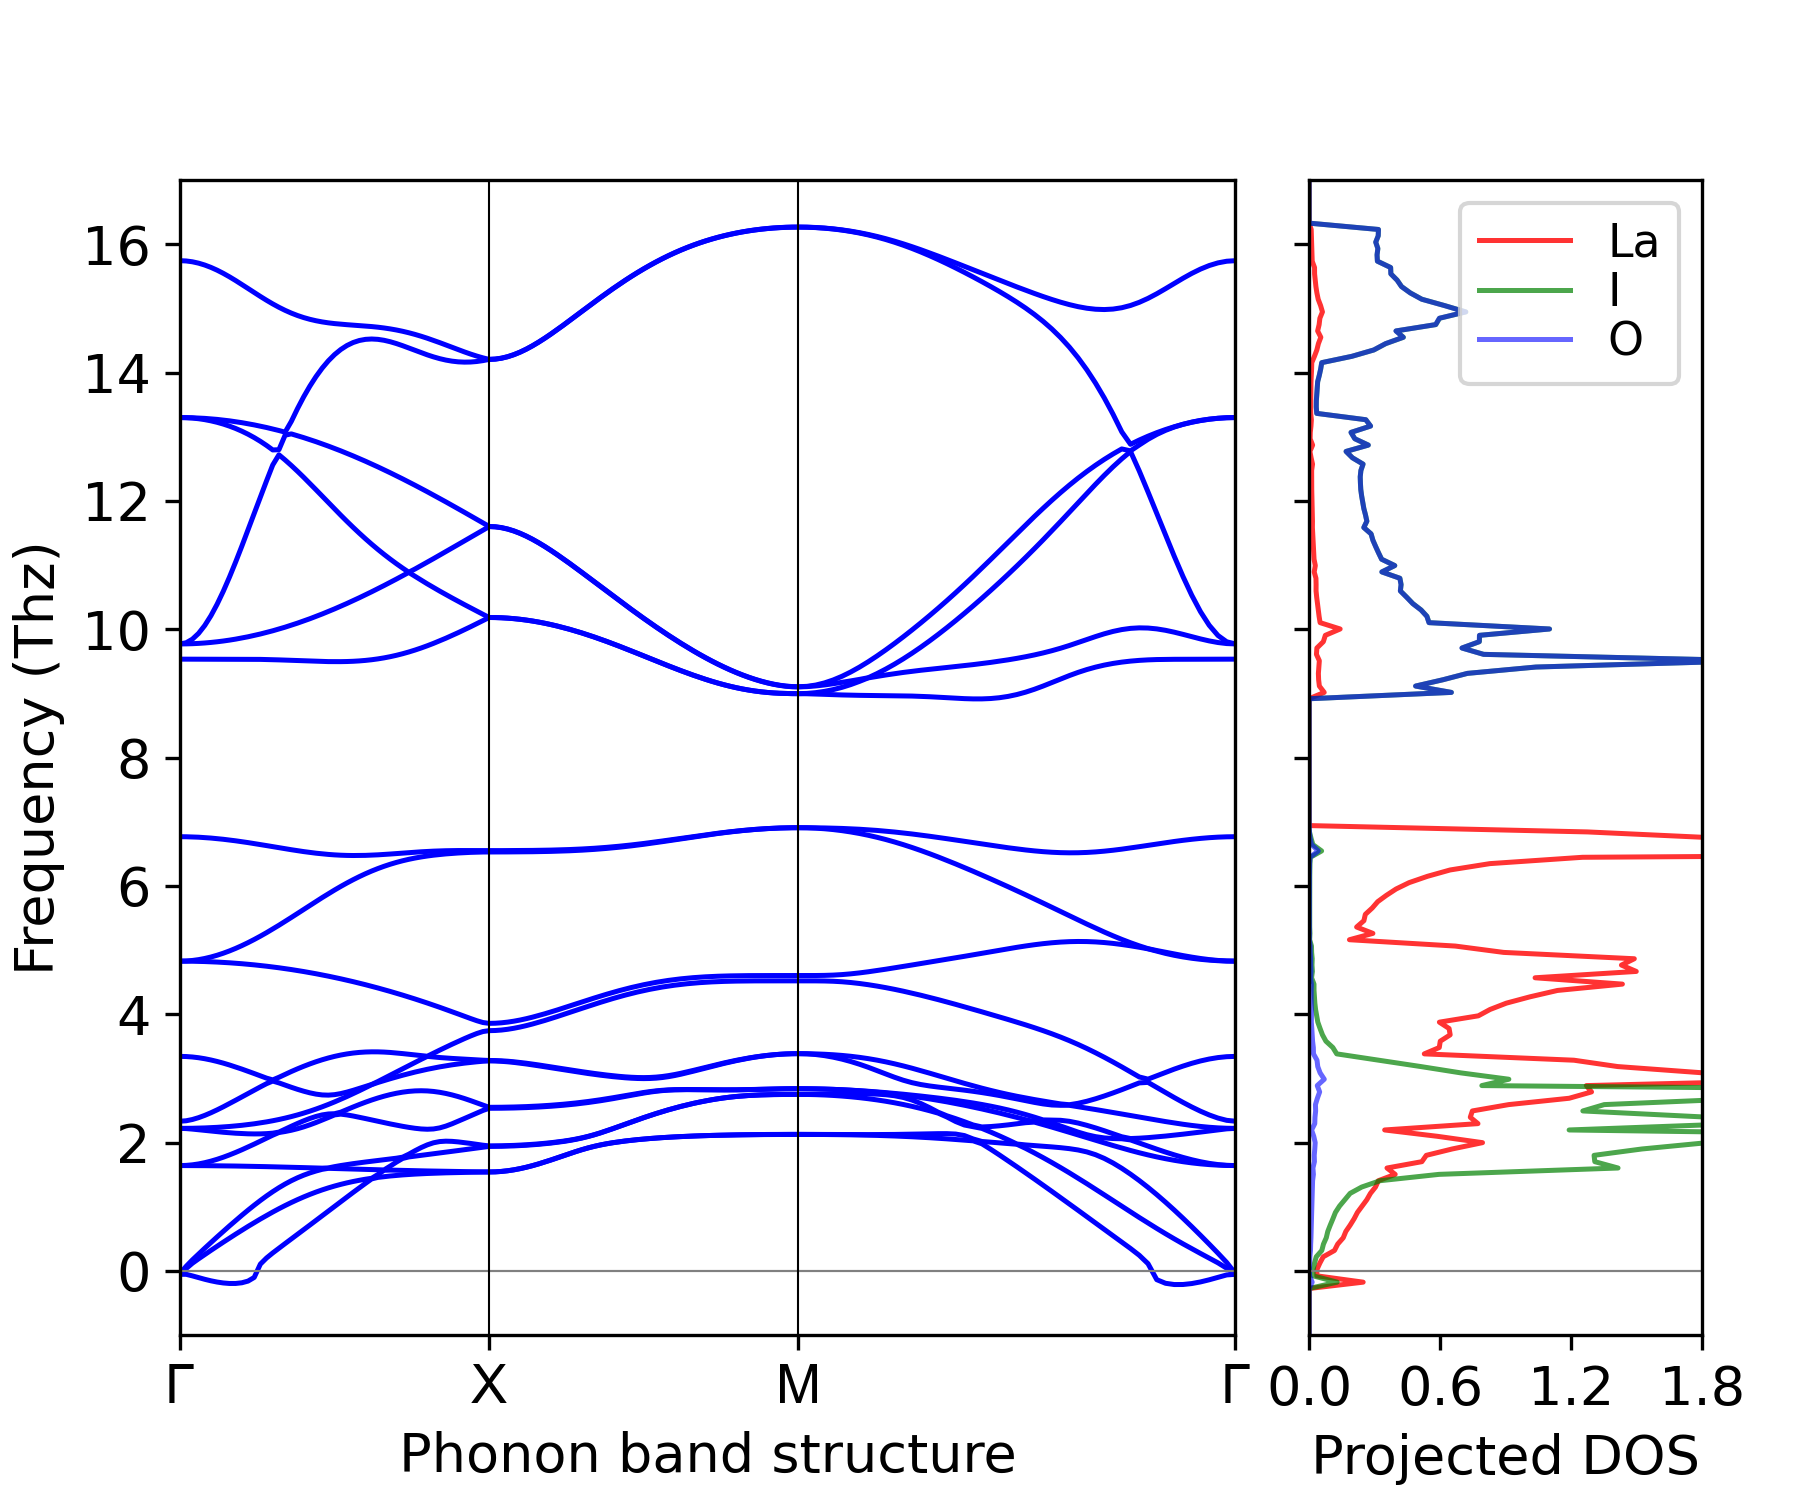 16
14
12
10
8
6
4
2
0
Frequency (Thz)
Γ X M Γ
Phonon band structure
La
I
O
0.0 0.6 1.2 1.8
Projected DOS